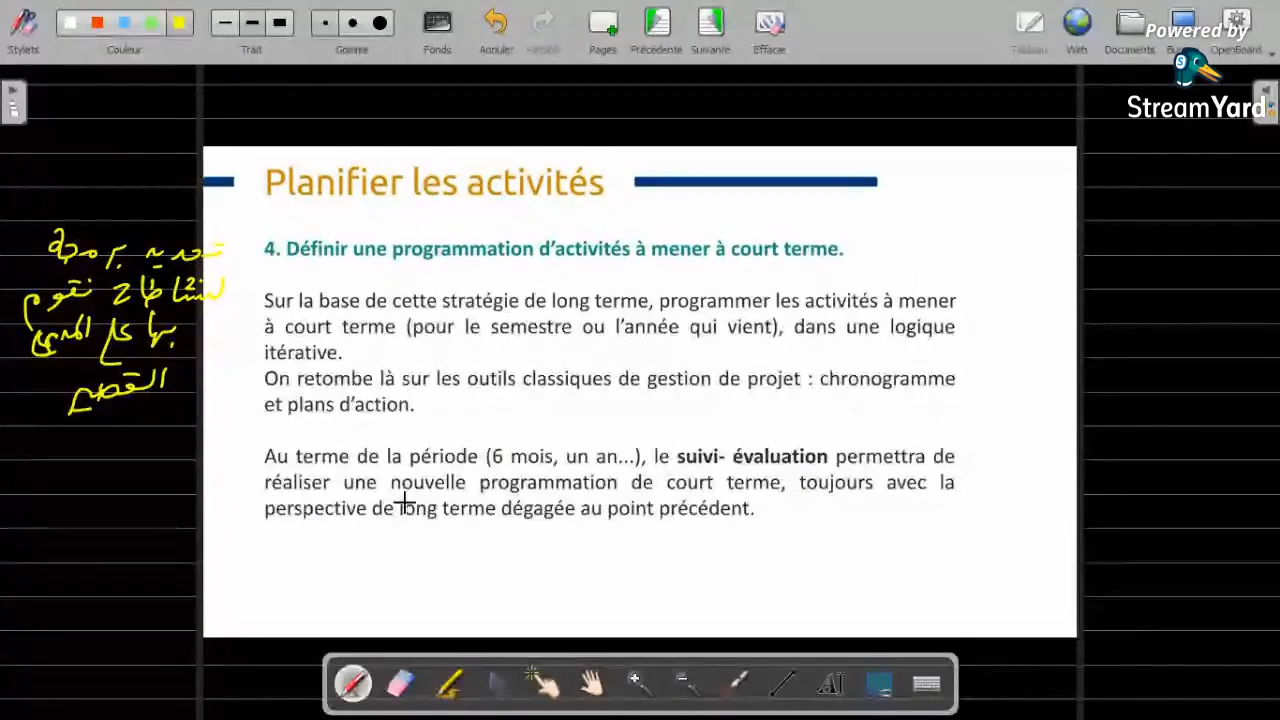 Stylets
Couleur
Trait
Gomme
Fonds
Annuler
Pages
Précédente
Suivante
Effacer
Tableau
Web
Documents
OpenBoard
Powered by
StreamYard
Planifier les activités
4. Définir une programmation d’activités à mener à court terme.
Sur la base de cette stratégie de long terme, programmer les activités à mener
à court terme (pour le semestre ou l’année qui vient), dans une logique
itérative.
On retombe là sur les outils classiques de gestion de projet : chronogramme
et plans d’action.
Au terme de la période (6 mois, un an...), le suivi- évaluation permettra de
réaliser une nouvelle programmation de court terme, toujours avec la
perspective de long terme dégagée au point précédent.
تحديد برمجة
لنشاطات نقوم
بها على المدى
القصير